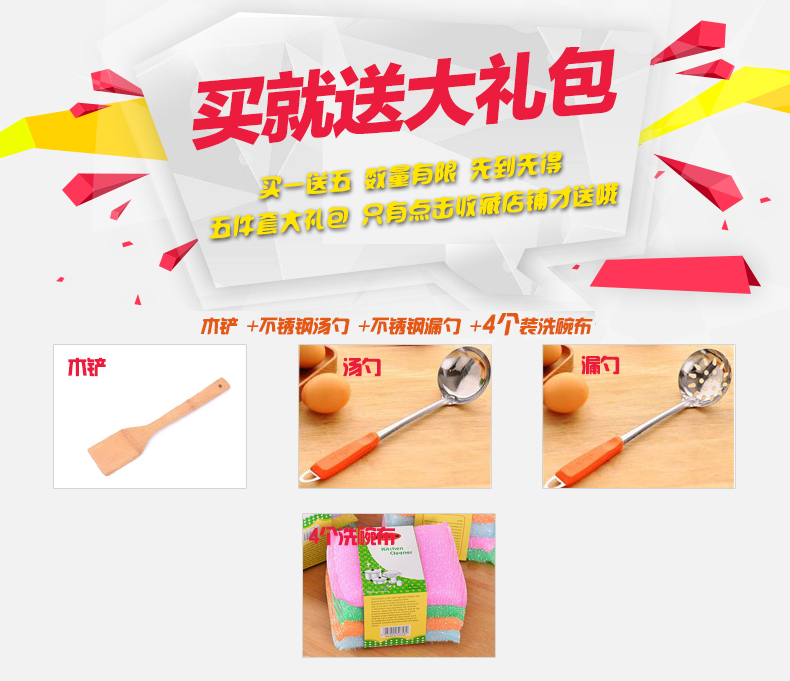 买就送大礼包
买一送五 数量有限 先到先得
五件套大礼包 只有点击收藏店铺才送哦
木铲 +不锈钢汤勺 +不锈钢漏勺 +4个装洗碗布
木铲
汤勺
漏勺
4个洗碗布
Kitchen
Cleaner